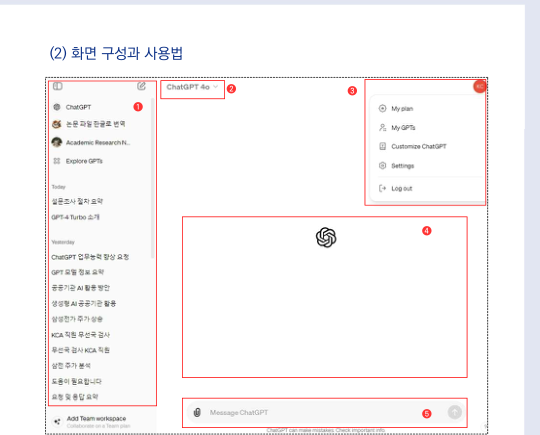 (2) 화면 구성과 사용법
ChatGPT
논문 파일 한글로 번역
Academic Research N...
Explore GPTs
Today
설문조사 절차 요약
GPT-4 Turbo 소개
Yesterday
ChatGPT 업무능력 향상 요청
GPT 모델 정보 요약
공공기관 AI 활용 방안
생성형 AI 공공기관 활용
삼성전자 주가 상승
KCA 직원 무선국 검사
무선국 검사 KCA 직원
삼전 주가 분석
도움이 필요합니다
요청 및 응답 요약
Add Team workspace
Collaborate on a Team plan
1
ChatGPT 4o
2
3
KC
My plan
My GPTs
Customize ChatGPT
Settings
Log out
4
Message ChatGPT
5
ChatGPT can make mistakes. Check important info.